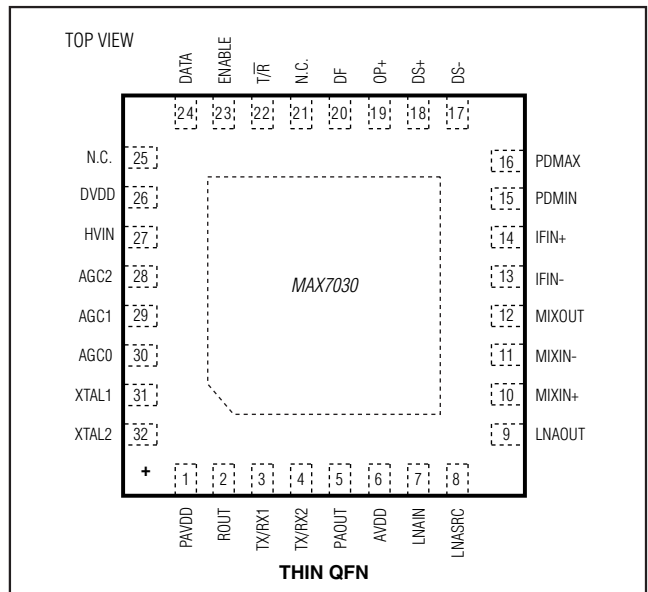 TOP VIEW
DATA
ENABLE
T/R̅
N.C.
DF
OP+
DS+
DS-
24 23 22 21 20 19 18 17
N.C. 25
DVDD 26
HVIN 27
AGC2 28
AGC1 29
AGC0 30
XTAL1 31
XTAL2 32
MAX7030
16 PDMAX
15 PDMIN
14 IFIN+
13 IFIN-
12 MIXOUT
11 MIXIN-
10 MIXIN+
9 LNAOUT
+
1 2 3 4 5 6 7 8
PAVDD
ROUT
TX/RX1
TX/RX2
PAOUT
AVDD
LNAIN
LNASRC
THIN QFN